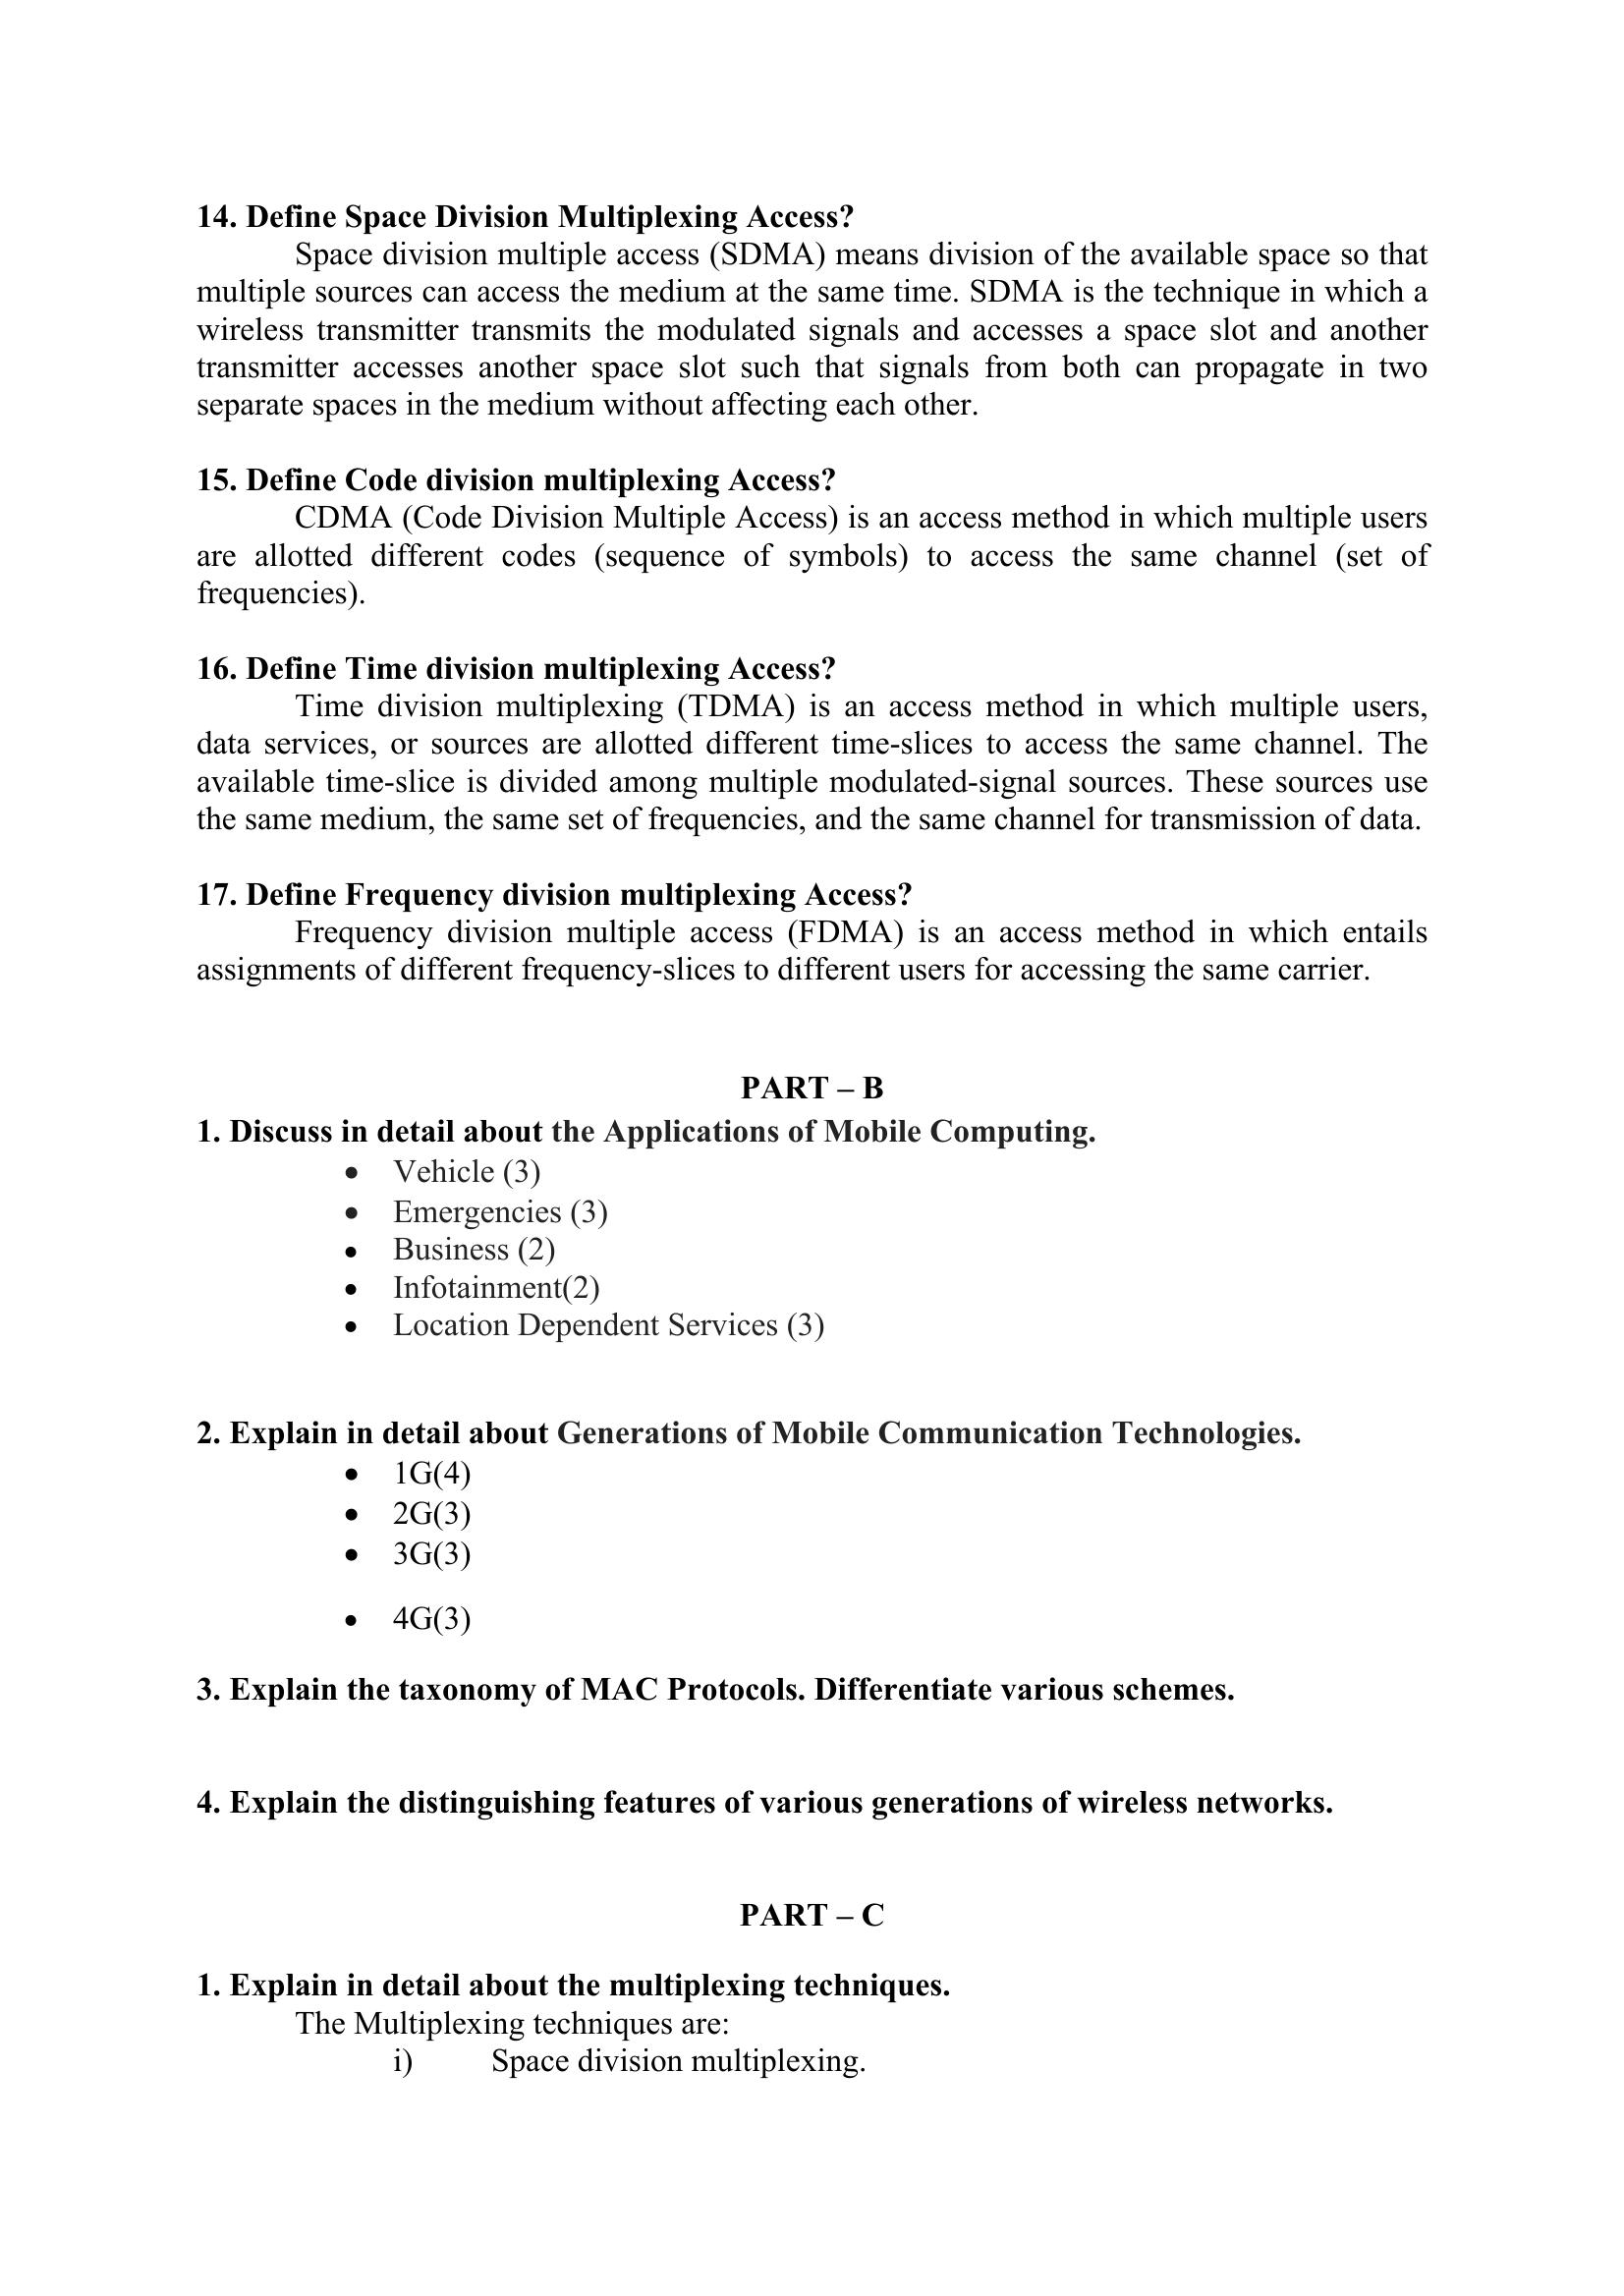 14. Define Space Division Multiplexing Access?
Space division multiple access (SDMA) means division of the available space so that
multiple sources can access the medium at the same time. SDMA is the technique in which a
wireless transmitter transmits the modulated signals and accesses a space slot and another
transmitter accesses another space slot such that signals from both can propagate in two
separate spaces in the medium without affecting each other.
15. Define Code division multiplexing Access?
CDMA (Code Division Multiple Access) is an access method in which multiple users
are allotted different codes (sequence of symbols) to access the same channel (set of
frequencies).
16. Define Time division multiplexing Access?
Time division multiplexing (TDMA) is an access method in which multiple users,
data services, or sources are allotted different time-slices to access the same channel. The
available time-slice is divided among multiple modulated-signal sources. These sources use
the same medium, the same set of frequencies, and the same channel for transmission of data.
17. Define Frequency division multiplexing Access?
Frequency division multiple access (FDMA) is an access method in which entails
assignments of different frequency-slices to different users for accessing the same carrier.
PART – B
1. Discuss in detail about the Applications of Mobile Computing.
• Vehicle (3)
• Emergencies (3)
• Business (2)
• Infotainment(2)
• Location Dependent Services (3)
2. Explain in detail about Generations of Mobile Communication Technologies.
• 1G(4)
• 2G(3)
• 3G(3)
• 4G(3)
3. Explain the taxonomy of MAC Protocols. Differentiate various schemes.
4. Explain the distinguishing features of various generations of wireless networks.
PART – C
1. Explain in detail about the multiplexing techniques.
The Multiplexing techniques are:
i) Space division multiplexing.